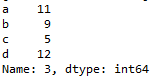 a    11
b     9
c     5
d    12
Name: 3, dtype: int64